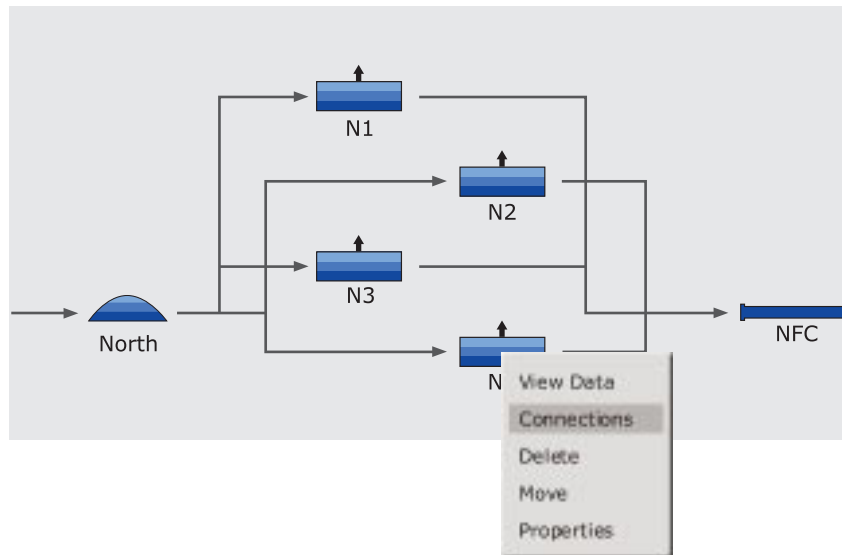 N1
N2
N3
North
NFC
N
View Data
Connections
Delete
Move
Properties